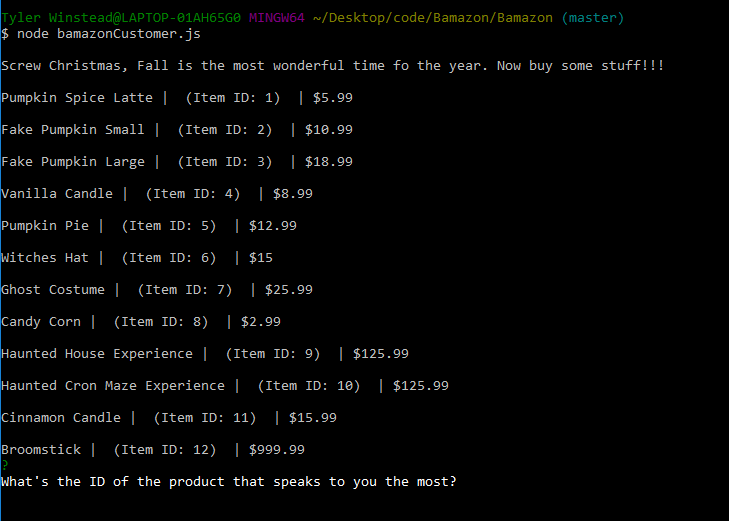 Tyler Winstead@LAPTOP-01AH65G0 MINGW64 ~/Desktop/code/Bamazon/Bamazon (master)
$ node bamazonCustomer.js
Screw Christmas, Fall is the most wonderful time fo the year. Now buy some stuff!!!
Pumpkin Spice Latte |  (Item ID: 1)  | $5.99
Fake Pumpkin Small |  (Item ID: 2)  | $10.99
Fake Pumpkin Large |  (Item ID: 3)  | $18.99
Vanilla Candle |  (Item ID: 4)  | $8.99
Pumpkin Pie |  (Item ID: 5)  | $12.99
Witches Hat |  (Item ID: 6)  | $15
Ghost Costume |  (Item ID: 7)  | $25.99
Candy Corn |  (Item ID: 8)  | $2.99
Haunted House Experience |  (Item ID: 9)  | $125.99
Haunted Cron Maze Experience |  (Item ID: 10)  | $125.99
Cinnamon Candle |  (Item ID: 11)  | $15.99
Broomstick |  (Item ID: 12)  | $999.99
?
What's the ID of the product that speaks to you the most?